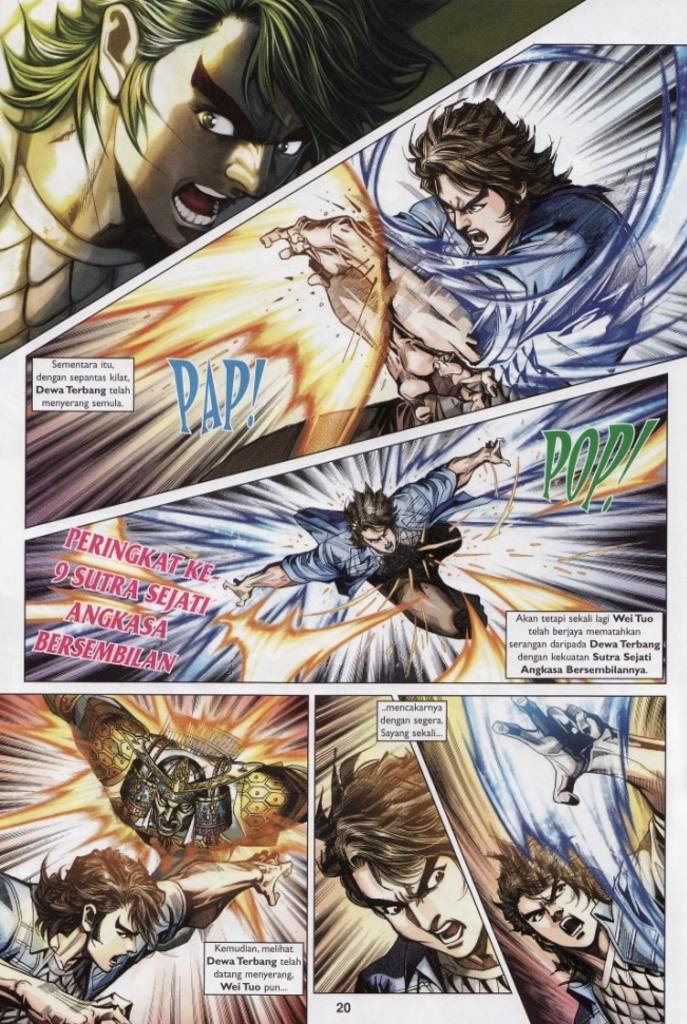 Sementara itu,
dengan sepantas kilat,
Dewa Terbang telah
menyerang semula.
PAP!
POP!
PERINGKAT KE-
9 SUTRA SEJATI
ANGKASA
BERSEMBILAN
Akan tetapi sekali lagi Wei Tuo
telah berjaya mematahkan
serangan daripada Dewa Terbang
dengan kekuatan Sutra Sejati
Angkasa Bersembilannya.
Kemudian, melihat
Dewa Terbang telah
datang menyerang,
Wei Tuo pun...
..mencakarnya
dengan segera.
Sayang sekali...
20